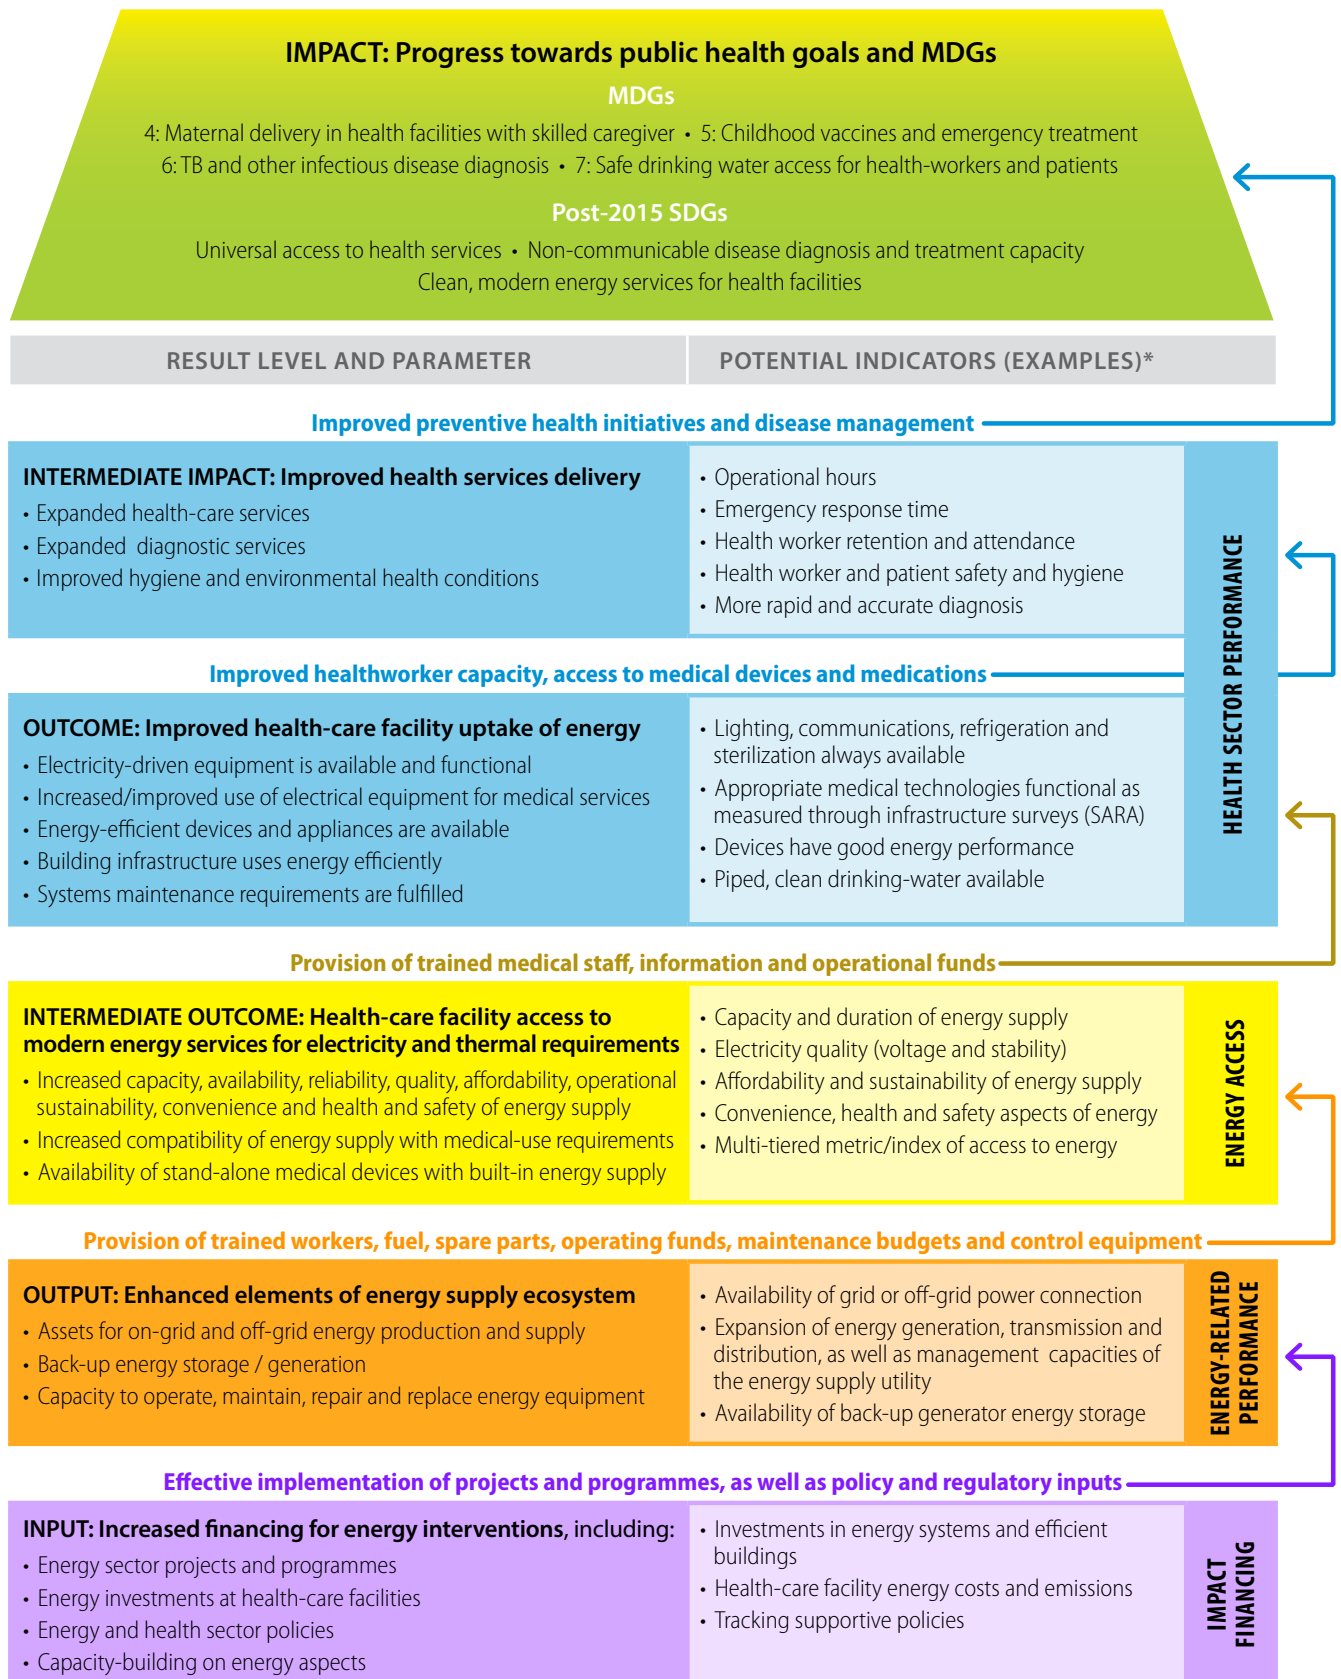 IMPACT: Progress towards public health goals and MDGs
MDGs
4: Maternal delivery in health facilities with skilled caregiver • 5: Childhood vaccines and emergency treatment
6: TB and other infectious disease diagnosis • 7: Safe drinking water access for health-workers and patients
Post-2015 SDGs
Universal access to health services • Non-communicable disease diagnosis and treatment capacity
Clean, modern energy services for health facilities
RESULT LEVEL AND PARAMETER
POTENTIAL INDICATORS (EXAMPLES)*
Improved preventive health initiatives and disease management
INTERMEDIATE IMPACT: Improved health services delivery
• Expanded health-care services
• Expanded diagnostic services
• Improved hygiene and environmental health conditions
• Operational hours
• Emergency response time
• Health worker retention and attendance
• Health worker and patient safety and hygiene
• More rapid and accurate diagnosis
HEALTH SECTOR PERFORMANCE
Improved healthworker capacity, access to medical devices and medications
OUTCOME: Improved health-care facility uptake of energy
• Electricity-driven equipment is available and functional
• Increased/improved use of electrical equipment for medical services
• Energy-efficient devices and appliances are available
• Building infrastructure uses energy efficiently
• Systems maintenance requirements are fulfilled
• Lighting, communications, refrigeration and
sterilization always available
• Appropriate medical technologies functional as
measured through infrastructure surveys (SARA)
• Devices have good energy performance
• Piped, clean drinking-water available
Provision of trained medical staff, information and operational funds
INTERMEDIATE OUTCOME: Health-care facility access to
modern energy services for electricity and thermal requirements
• Increased capacity, availability, reliability, quality, affordability, operational
sustainability, convenience and health and safety of energy supply
• Increased compatibility of energy supply with medical-use requirements
• Availability of stand-alone medical devices with built-in energy supply
• Capacity and duration of energy supply
• Electricity quality (voltage and stability)
• Affordability and sustainability of energy supply
• Convenience, health and safety aspects of energy
• Multi-tiered metric/index of access to energy
ENERGY ACCESS
Provision of trained workers, fuel, spare parts, operating funds, maintenance budgets and control equipment
OUTPUT: Enhanced elements of energy supply ecosystem
• Assets for on-grid and off-grid energy production and supply
• Back-up energy storage / generation
• Capacity to operate, maintain, repair and replace energy equipment
• Availability of grid or off-grid power connection
• Expansion of energy generation, transmission and
distribution, as well as management capacities of
the energy supply utility
• Availability of back-up generator energy storage
ENERGY-RELATED
PERFORMANCE
Effective implementation of projects and programmes, as well as policy and regulatory inputs
INPUT: Increased financing for energy interventions, including:
• Energy sector projects and programmes
• Energy investments at health-care facilities
• Energy and health sector policies
• Capacity-building on energy aspects
• Investments in energy systems and efficient
buildings
• Health-care facility energy costs and emissions
• Tracking supportive policies
IMPACT
FINANCING